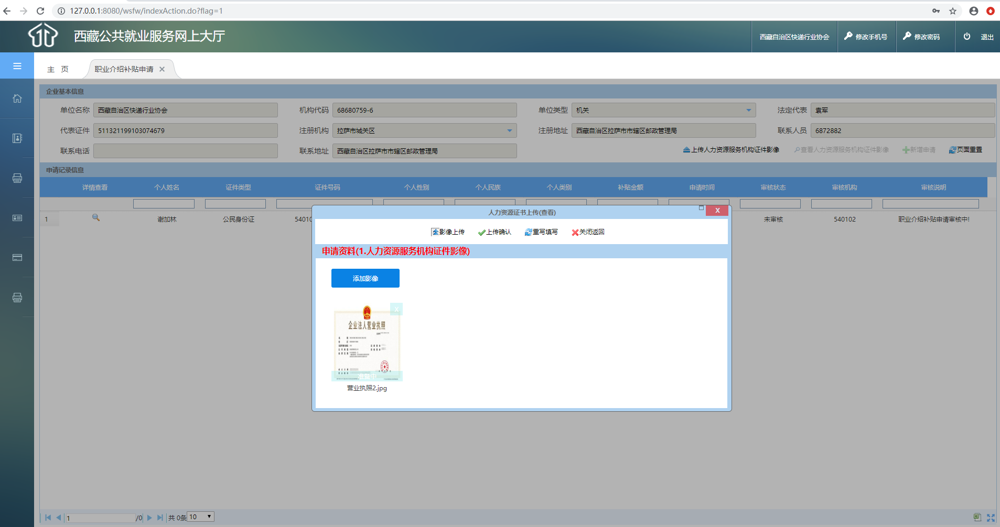 127.0.0.1:8080/wsfw/indexAction.do?flag=1
西藏公共就业服务网上大厅
西藏自治区快递行业协会
修改手机号
修改密码
退出
主 页
职业介绍补贴申请
企业基本信息
单位名称 西藏自治区快递行业协会 机构代码 68680759-6 单位类型 机关 法定代表 袁军
代表证件 511321199103074679 注册机构 拉萨市城关区 注册地址 西藏自治区拉萨市市辖区邮政管理局 联系人员 6872882
联系电话 联系地址 西藏自治区拉萨市市辖区邮政管理局 上传人力资源服务机构证件影像 查看人力资源服务机构证件影像 新增申请 页面重置
申请记录信息
详情查看 个人姓名 证件类型 证件号码 个人性别 个人民族 个人类别 补贴金额 申请时间 审核状态 审核机构 审核说明
1 谢加林 公民身份证 54010 未审核 540102 职业介绍补贴申请审核中!
人力资源证书上传(查看)
X
影像上传 上传确认 重写填写 关闭返回
申请资料(1.人力资源服务机构证件影像)
添加影像
x
企业法人营业执照
准备中
营业执照2.jpg
1 /0 共 0条 10